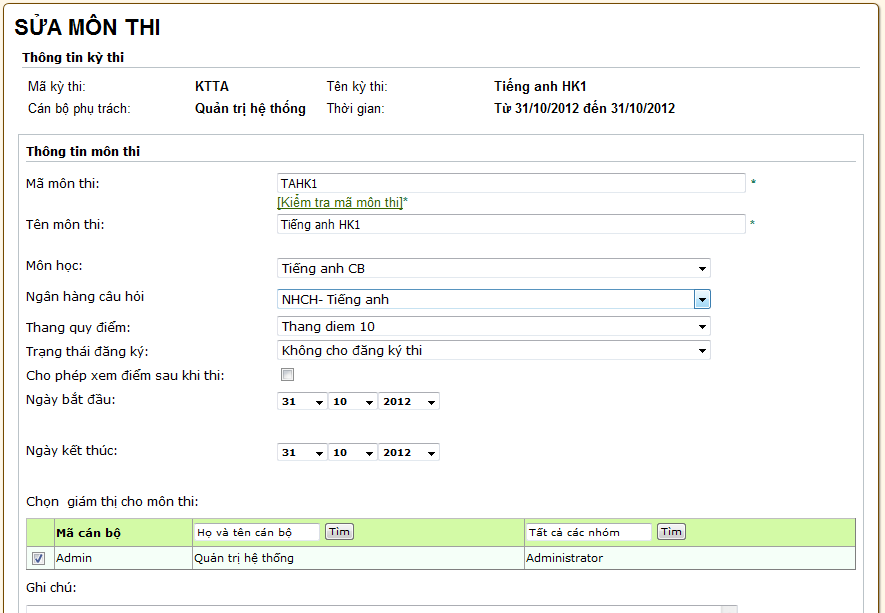 SỬA MÔN THI
Thông tin kỳ thi
Mã kỳ thi: KTTA Tên kỳ thi: Tiếng anh HK1
Cán bộ phụ trách: Quản trị hệ thống Thời gian: Từ 31/10/2012 đến 31/10/2012
Thông tin môn thi
Mã môn thi: TAHK1 *
[Kiểm tra mã môn thi]*
Tên môn thi: Tiếng anh HK1 *
Môn học: Tiếng anh CB
Ngân hàng câu hỏi NHCH- Tiếng anh
Thang quy điểm: Thang diem 10
Trạng thái đăng ký: Không cho đăng ký thi
Cho phép xem điểm sau khi thi:
Ngày bắt đầu: 31 10 2012
Ngày kết thúc: 31 10 2012
Chọn giám thị cho môn thi:
Mã cán bộ Họ và tên cán bộ Tìm Tất cả các nhóm Tìm
Admin Quản trị hệ thống Administrator
Ghi chú: